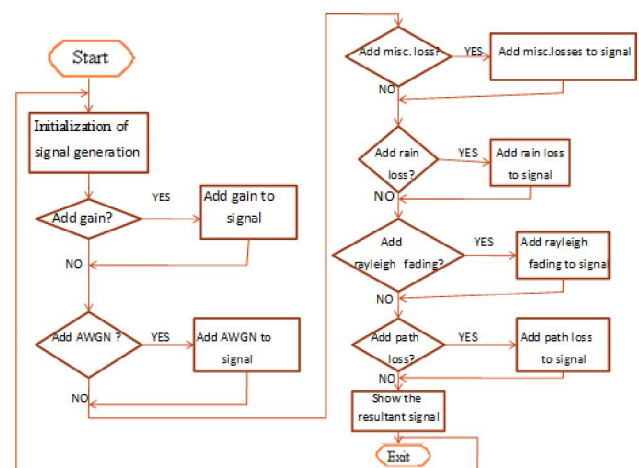 Start
Initialization of
signal generation
Add gain?
YES
Add gain to
signal
NO
Add AWGN ?
YES
Add AWGN to
signal
NO
Add misc. loss?
YES
Add misc.losses to signal
NO
Add rain
loss?
YES
Add rain loss
to signal
NO
Add
rayleigh fading?
YES
Add rayleigh
fading to signal
NO
Add path
loss?
YES
Add path loss
to signal
NO
Show the
resultant signal
Exit